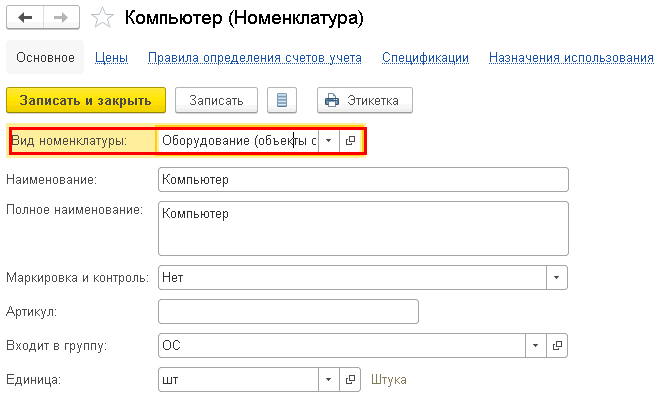 Компьютер (Номенклатура)
Основное Цены Правила определения счетов учета Спецификации Назначения использования
Записать и закрыть Записать Этикетка
Вид номенклатуры: Оборудование (объекты о
Наименование: Компьютер
Полное наименование: Компьютер
Маркировка и контроль: Нет
Артикул:
Входит в группу: ОС
Единица: шт Штука